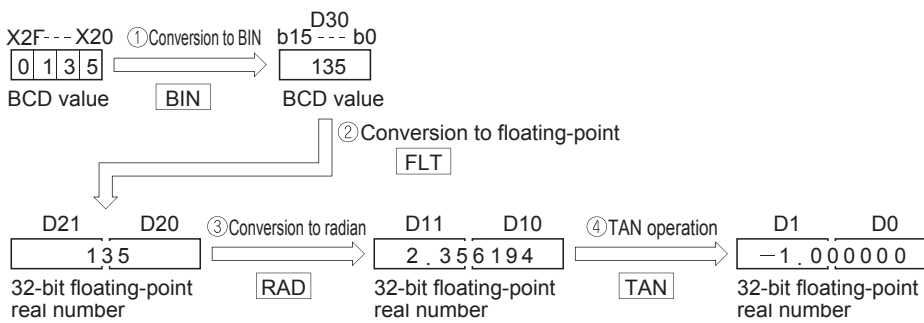 D30
X2F---X20 ①Conversion to BIN b15---b0
0 1 3 5 135
BCD value BIN BCD value
②Conversion to floating-point
FLT
D21 D20 ③Conversion to radian D11 D10 ④TAN operation D1 D0
135 2.356194 −1.000000
32-bit floating-point RAD 32-bit floating-point TAN 32-bit floating-point
real number real number real number